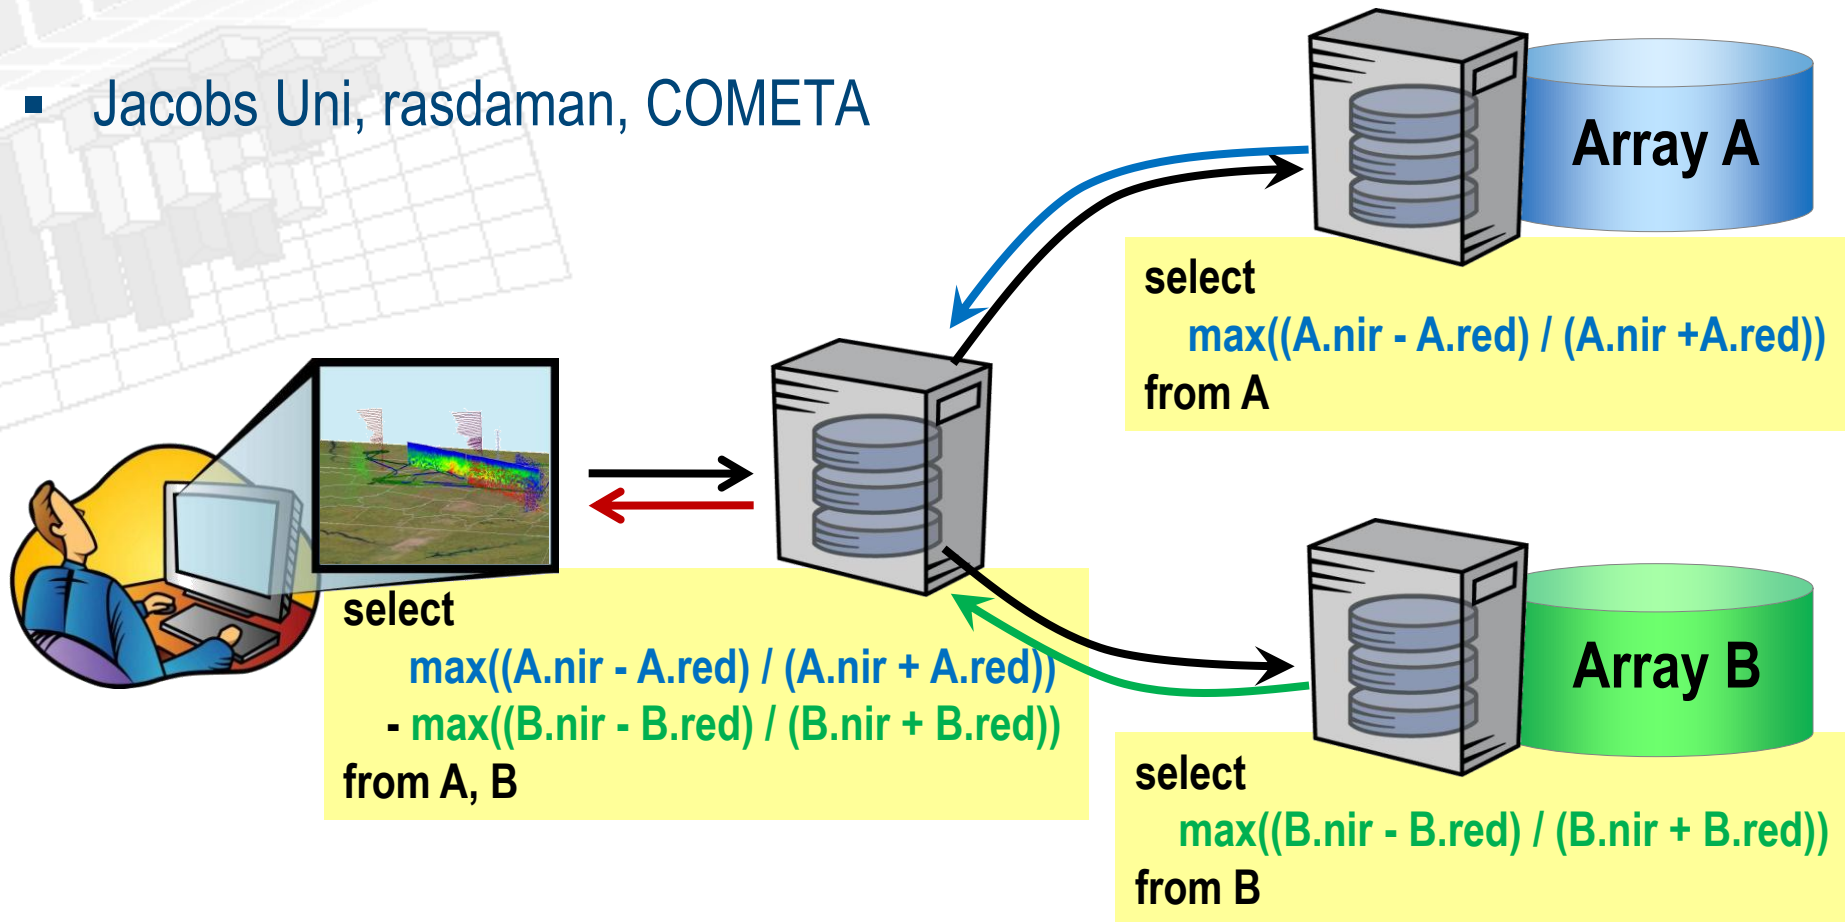 Jacobs Uni, rasdaman, COMETA
Array A
select
max((A.nir - A.red) / (A.nir +A.red))
from A
select
max((A.nir - A.red) / (A.nir + A.red))
- max((B.nir - B.red) / (B.nir + B.red))
from A, B
Array B
select
max((B.nir - B.red) / (B.nir + B.red))
from B